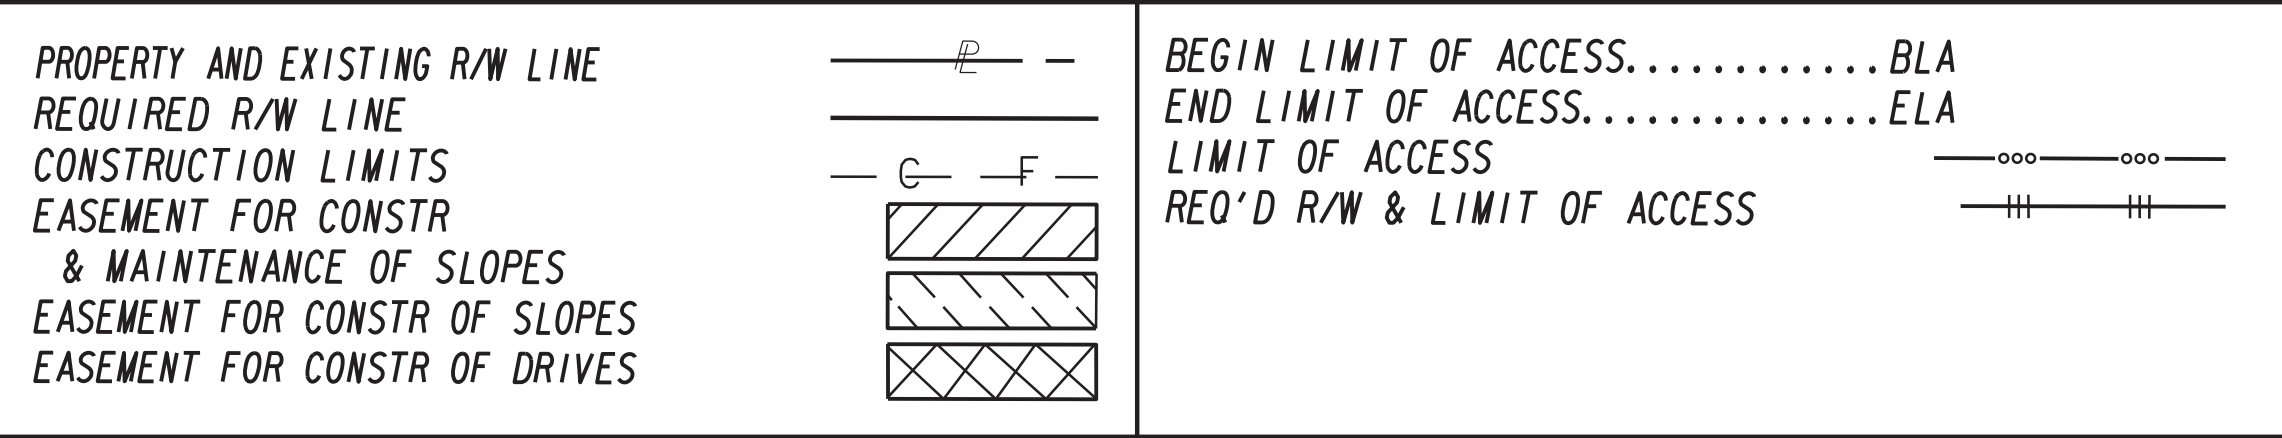 PROPERTY AND EXISTING R/W LINE
PL
REQUIRED R/W LINE
CONSTRUCTION LIMITS
C F
EASEMENT FOR CONSTR
& MAINTENANCE OF SLOPES
EASEMENT FOR CONSTR OF SLOPES
EASEMENT FOR CONSTR OF DRIVES
BEGIN LIMIT OF ACCESS............BLA
END LIMIT OF ACCESS..............ELA
LIMIT OF ACCESS
REQ'D R/W & LIMIT OF ACCESS